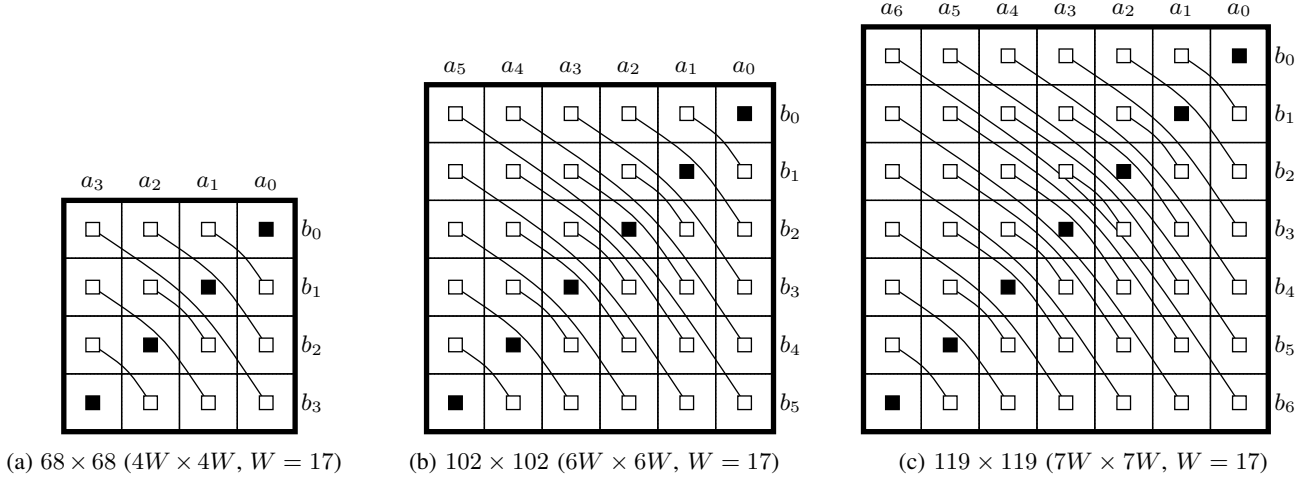 a₆ a₅ a₄ a₃ a₂ a₁ a₀
b₀
b₁
b₂
b₃
b₄
b₅
b₆
a₅ a₄ a₃ a₂ a₁ a₀
b₀
b₁
b₂
b₃
b₄
b₅
a₃ a₂ a₁ a₀
b₀
b₁
b₂
b₃
(a) 68 × 68 (4W × 4W, W = 17)
(b) 102 × 102 (6W × 6W, W = 17)
(c) 119 × 119 (7W × 7W, W = 17)